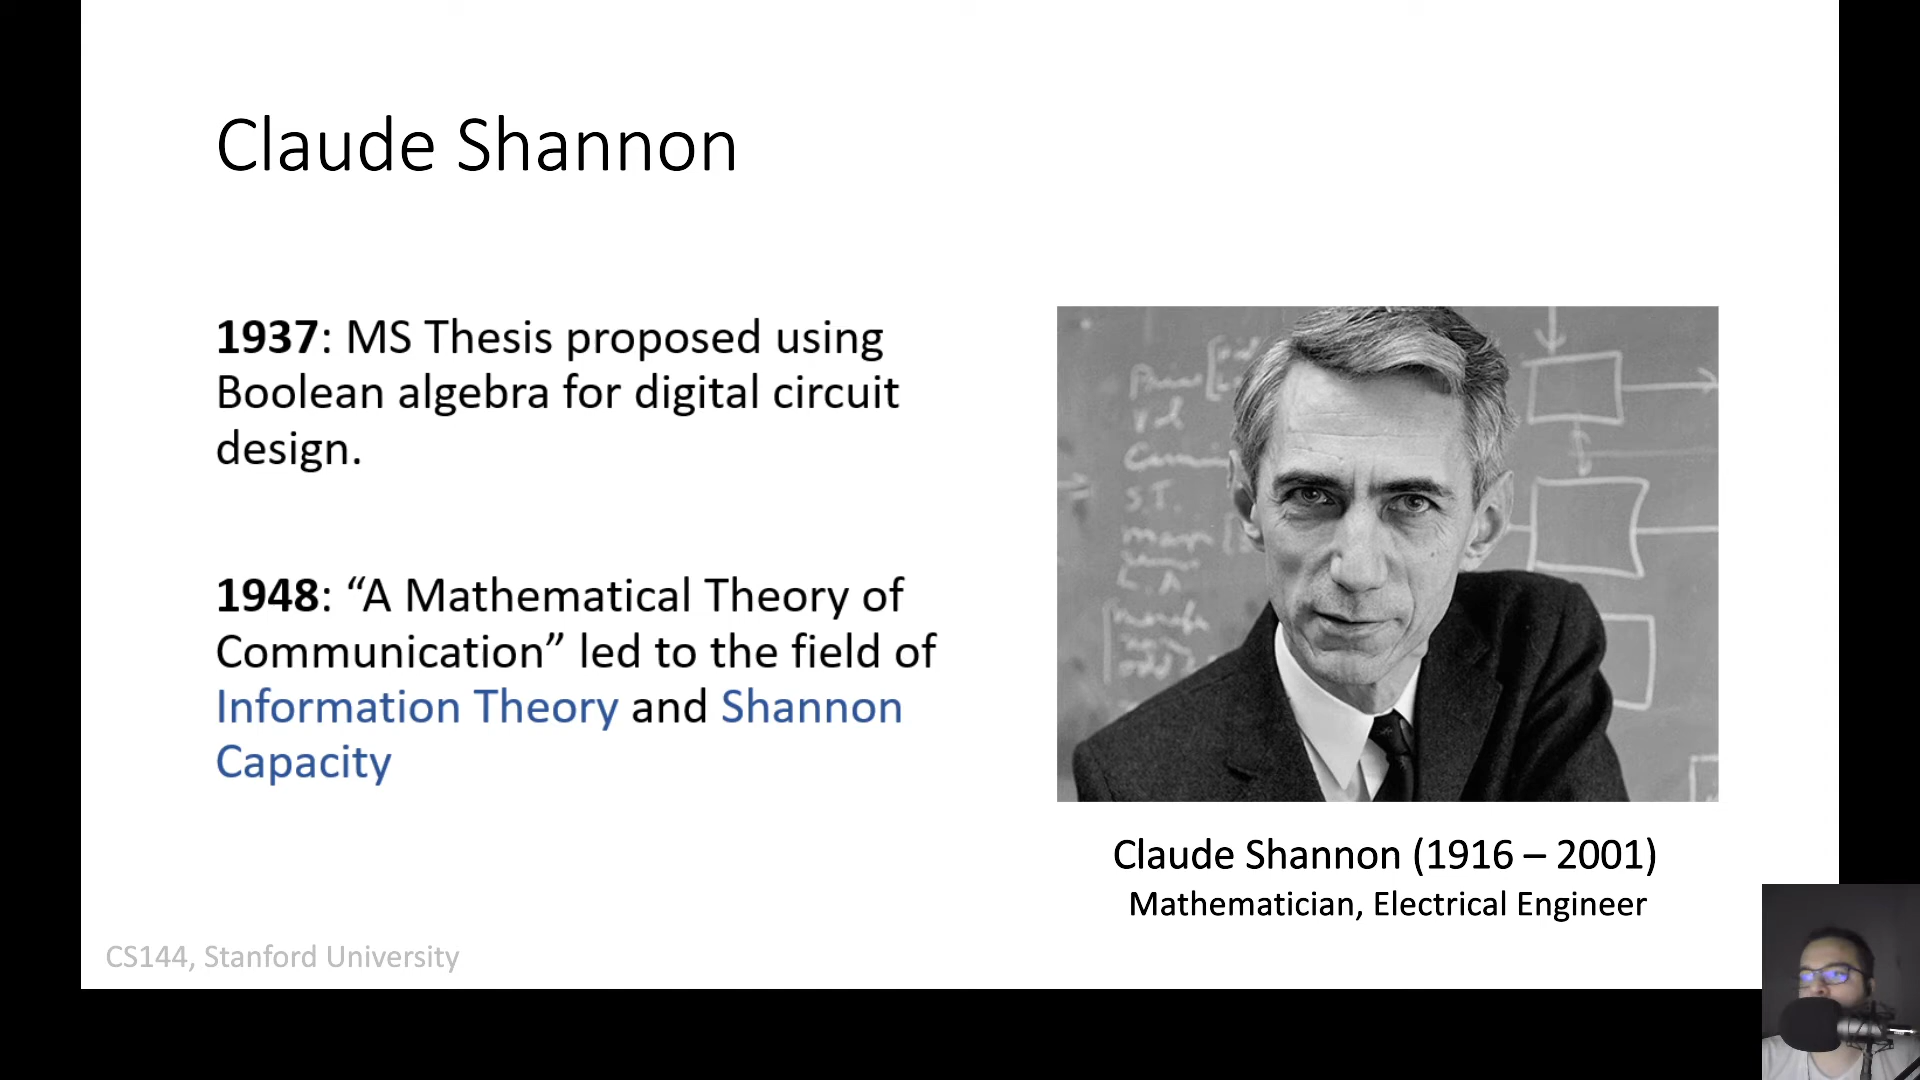 Claude Shannon
1937: MS Thesis proposed using
Boolean algebra for digital circuit
design.
1948: “A Mathematical Theory of
Communication” led to the field of
Information Theory and Shannon
Capacity
S.T.
Claude Shannon (1916 – 2001)
Mathematician, Electrical Engineer
CS144, Stanford University